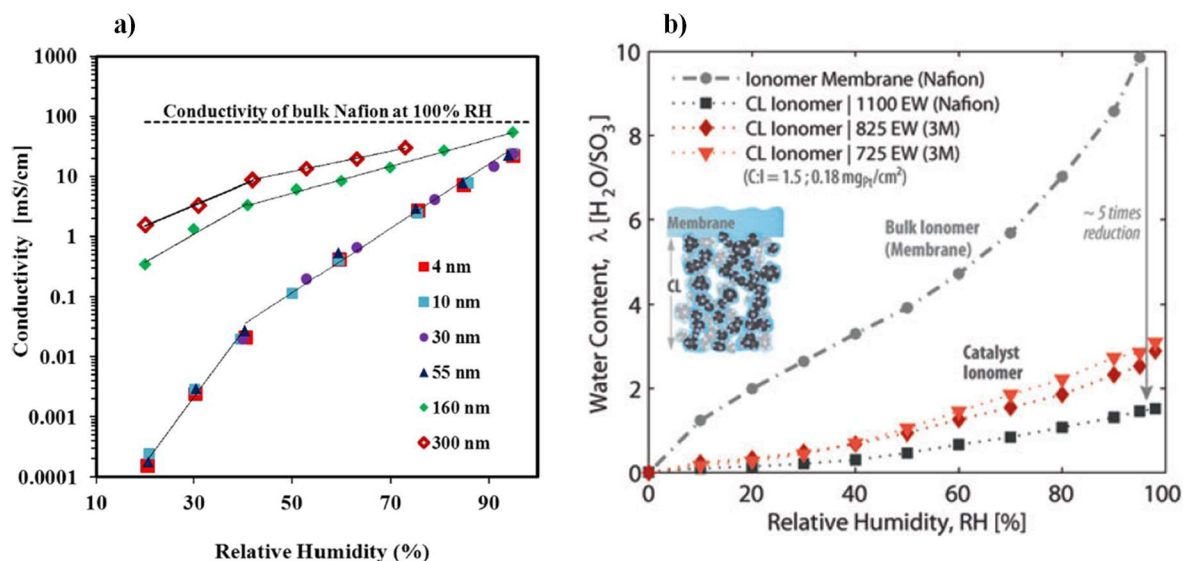 a)
1000
100
10
1
0.1
0.01
0.001
0.0001
Conductivity [mS/cm]
Conductivity of bulk Nafion at 100% RH
4 nm
10 nm
30 nm
55 nm
160 nm
300 nm
10 30 50 70 90
Relative Humidity (%)
b)
10
8
6
4
2
0
Water Content, λ [H₂O/SO₃]
Ionomer Membrane (Nafion)
CL Ionomer | 1100 EW (Nafion)
CL Ionomer | 825 EW (3M)
CL Ionomer | 725 EW (3M)
(C:I = 1.5 ; 0.18 mgPt/cm²)
Membrane
CL
Bulk Ionomer
(Membrane)
~ 5 times
reduction
Catalyst
Ionomer
0 20 40 60 80 100
Relative Humidity, RH [%]